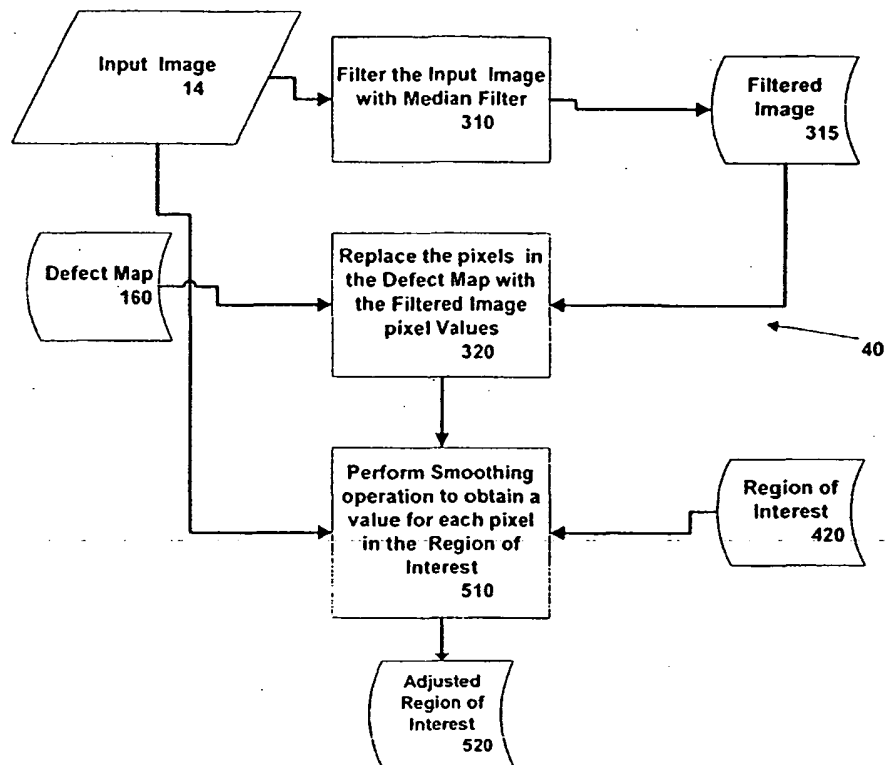 Input Image
14
Filter the Input Image
with Median Filter
310
Filtered
Image
315
Defect Map
160
Replace the pixels in
the Defect Map with
the Filtered Image
pixel Values
320
40
Perform Smoothing
operation to obtain a
value for each pixel
in the Region of
Interest
510
Region of
Interest
420
Adjusted
Region of
Interest
520